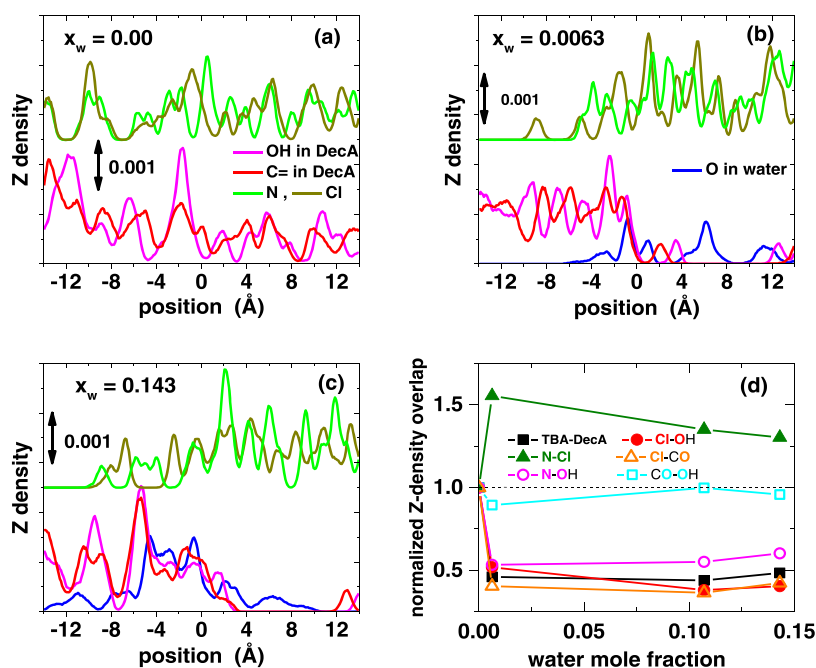 x_w = 0.00
(a)
Z density
0.001
OH in DecA
C= in DecA
N , Cl
-12 -8 -4 0 4 8 12
position (Å)
x_w = 0.0063
(b)
Z density
0.001
O in water
-12 -8 -4 0 4 8 12
position (Å)
x_w = 0.143
(c)
Z density
0.001
-12 -8 -4 0 4 8 12
position (Å)
(d)
normalized Z-density overlap
1.5
1.0
0.5
TBA-DecA Cl-OH
N-Cl Cl-CO
N-OH CO-OH
0.00 0.05 0.10 0.15
water mole fraction